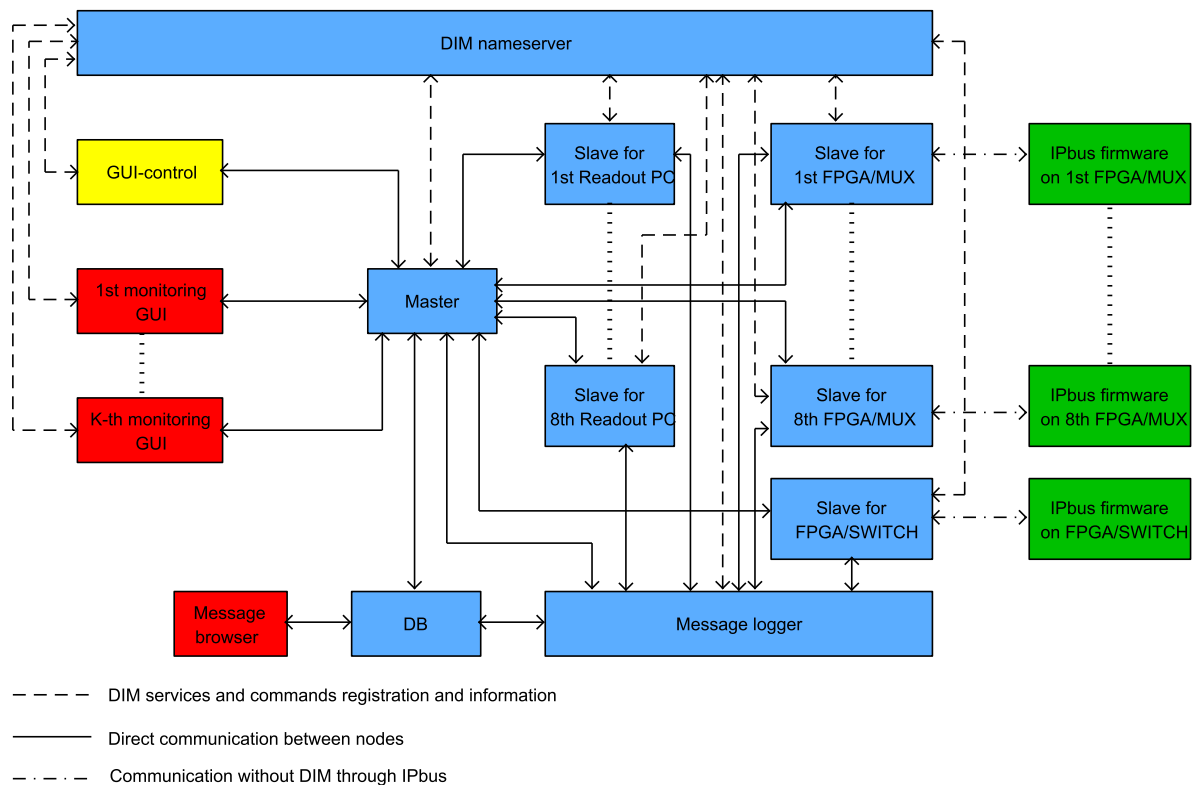 DIM nameserver
GUI-control
Slave for
1st Readout PC
Slave for
1st FPGA/MUX
IPbus firmware
on 1st FPGA/MUX
1st monitoring
GUI
Master
K-th monitoring
GUI
Slave for
8th Readout PC
Slave for
8th FPGA/MUX
IPbus firmware
on 8th FPGA/MUX
Slave for
FPGA/SWITCH
IPbus firmware
on FPGA/SWITCH
Message
browser
DB
Message logger
DIM services and commands registration and information
Direct communication between nodes
Communication without DIM through IPbus